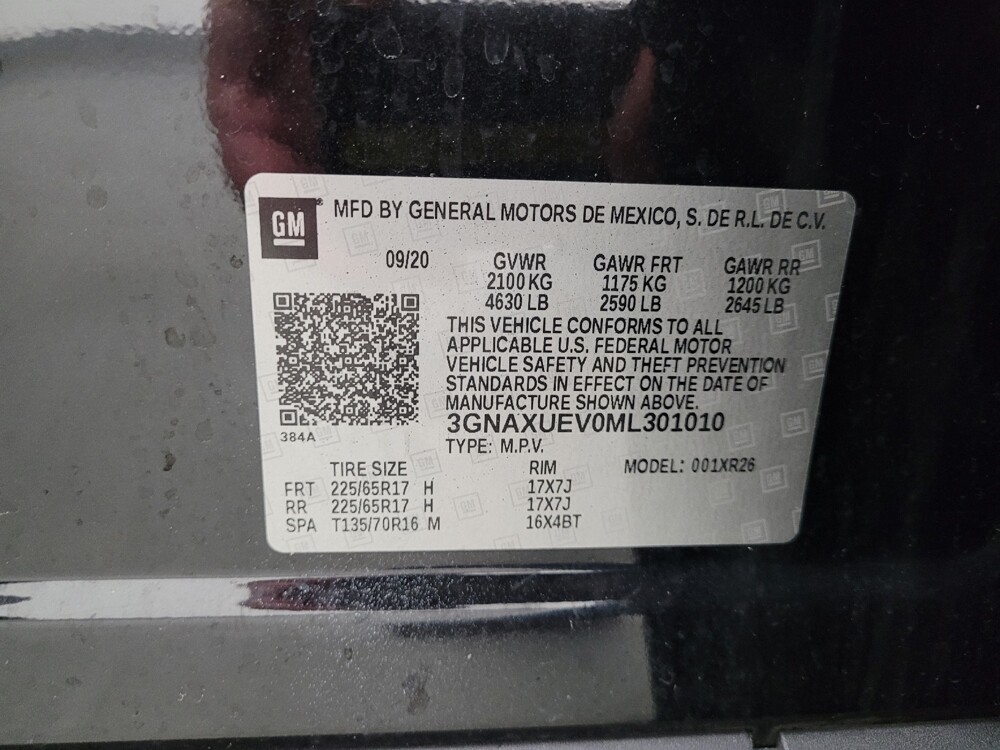 GM MFD BY GENERAL MOTORS DE MEXICO, S. DE R.L. DE C.V.
09/20 GVWR GAWR FRT GAWR RR
2100 KG 1175 KG 1200 KG
4630 LB 2590 LB 2645 LB
THIS VEHICLE CONFORMS TO ALL
APPLICABLE U.S. FEDERAL MOTOR
VEHICLE SAFETY AND THEFT PREVENTION
STANDARDS IN EFFECT ON THE DATE OF
MANUFACTURE SHOWN ABOVE.
3GNAXUEV0ML301010
384A
TYPE: M.P.V.
TIRE SIZE RIM MODEL: 001XR26
FRT 225/65R17 H 17X7J
RR 225/65R17 H 17X7J
SPA T135/70R16 M 16X4BT